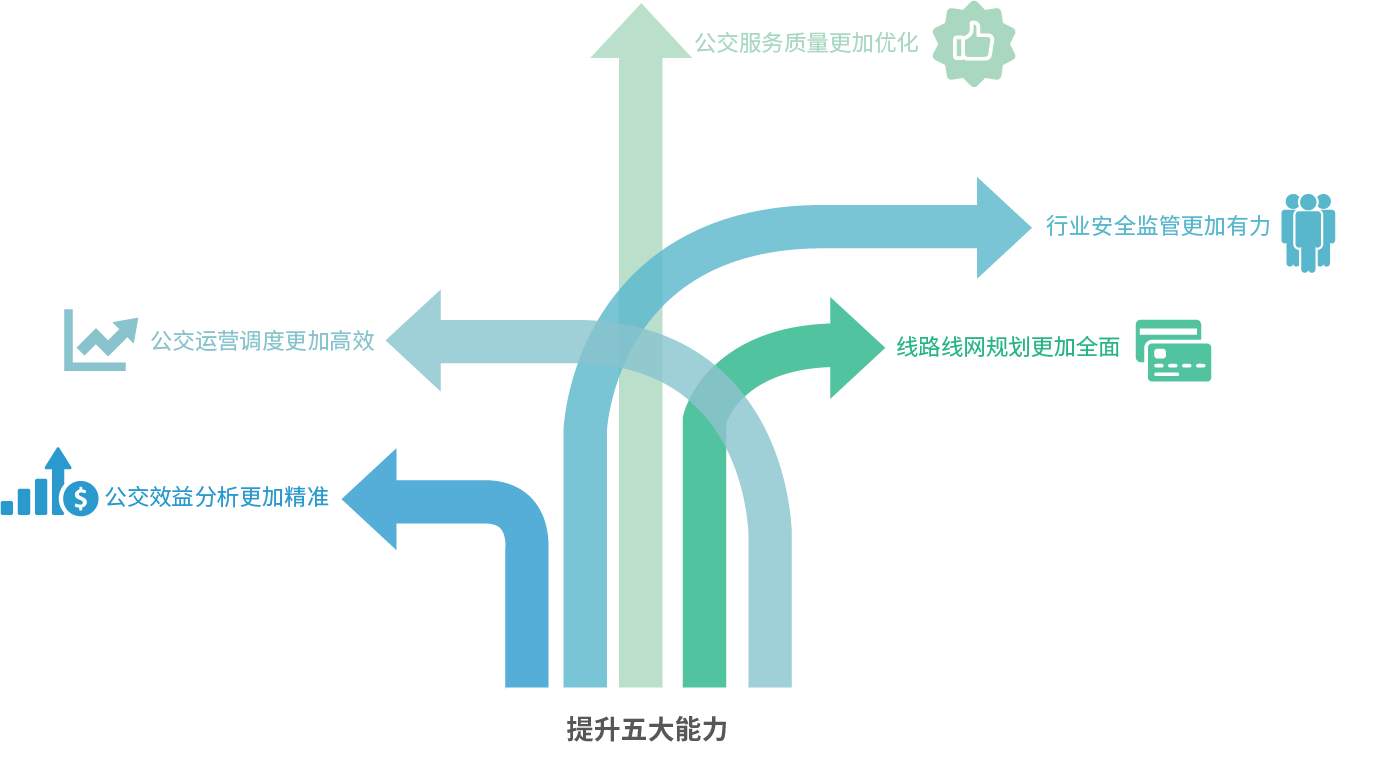 公交服务质量更加优化
行业安全监管更加有力
公交运营调度更加高效
线路线网规划更加全面
公交效益分析更加精准
$
提升五大能力